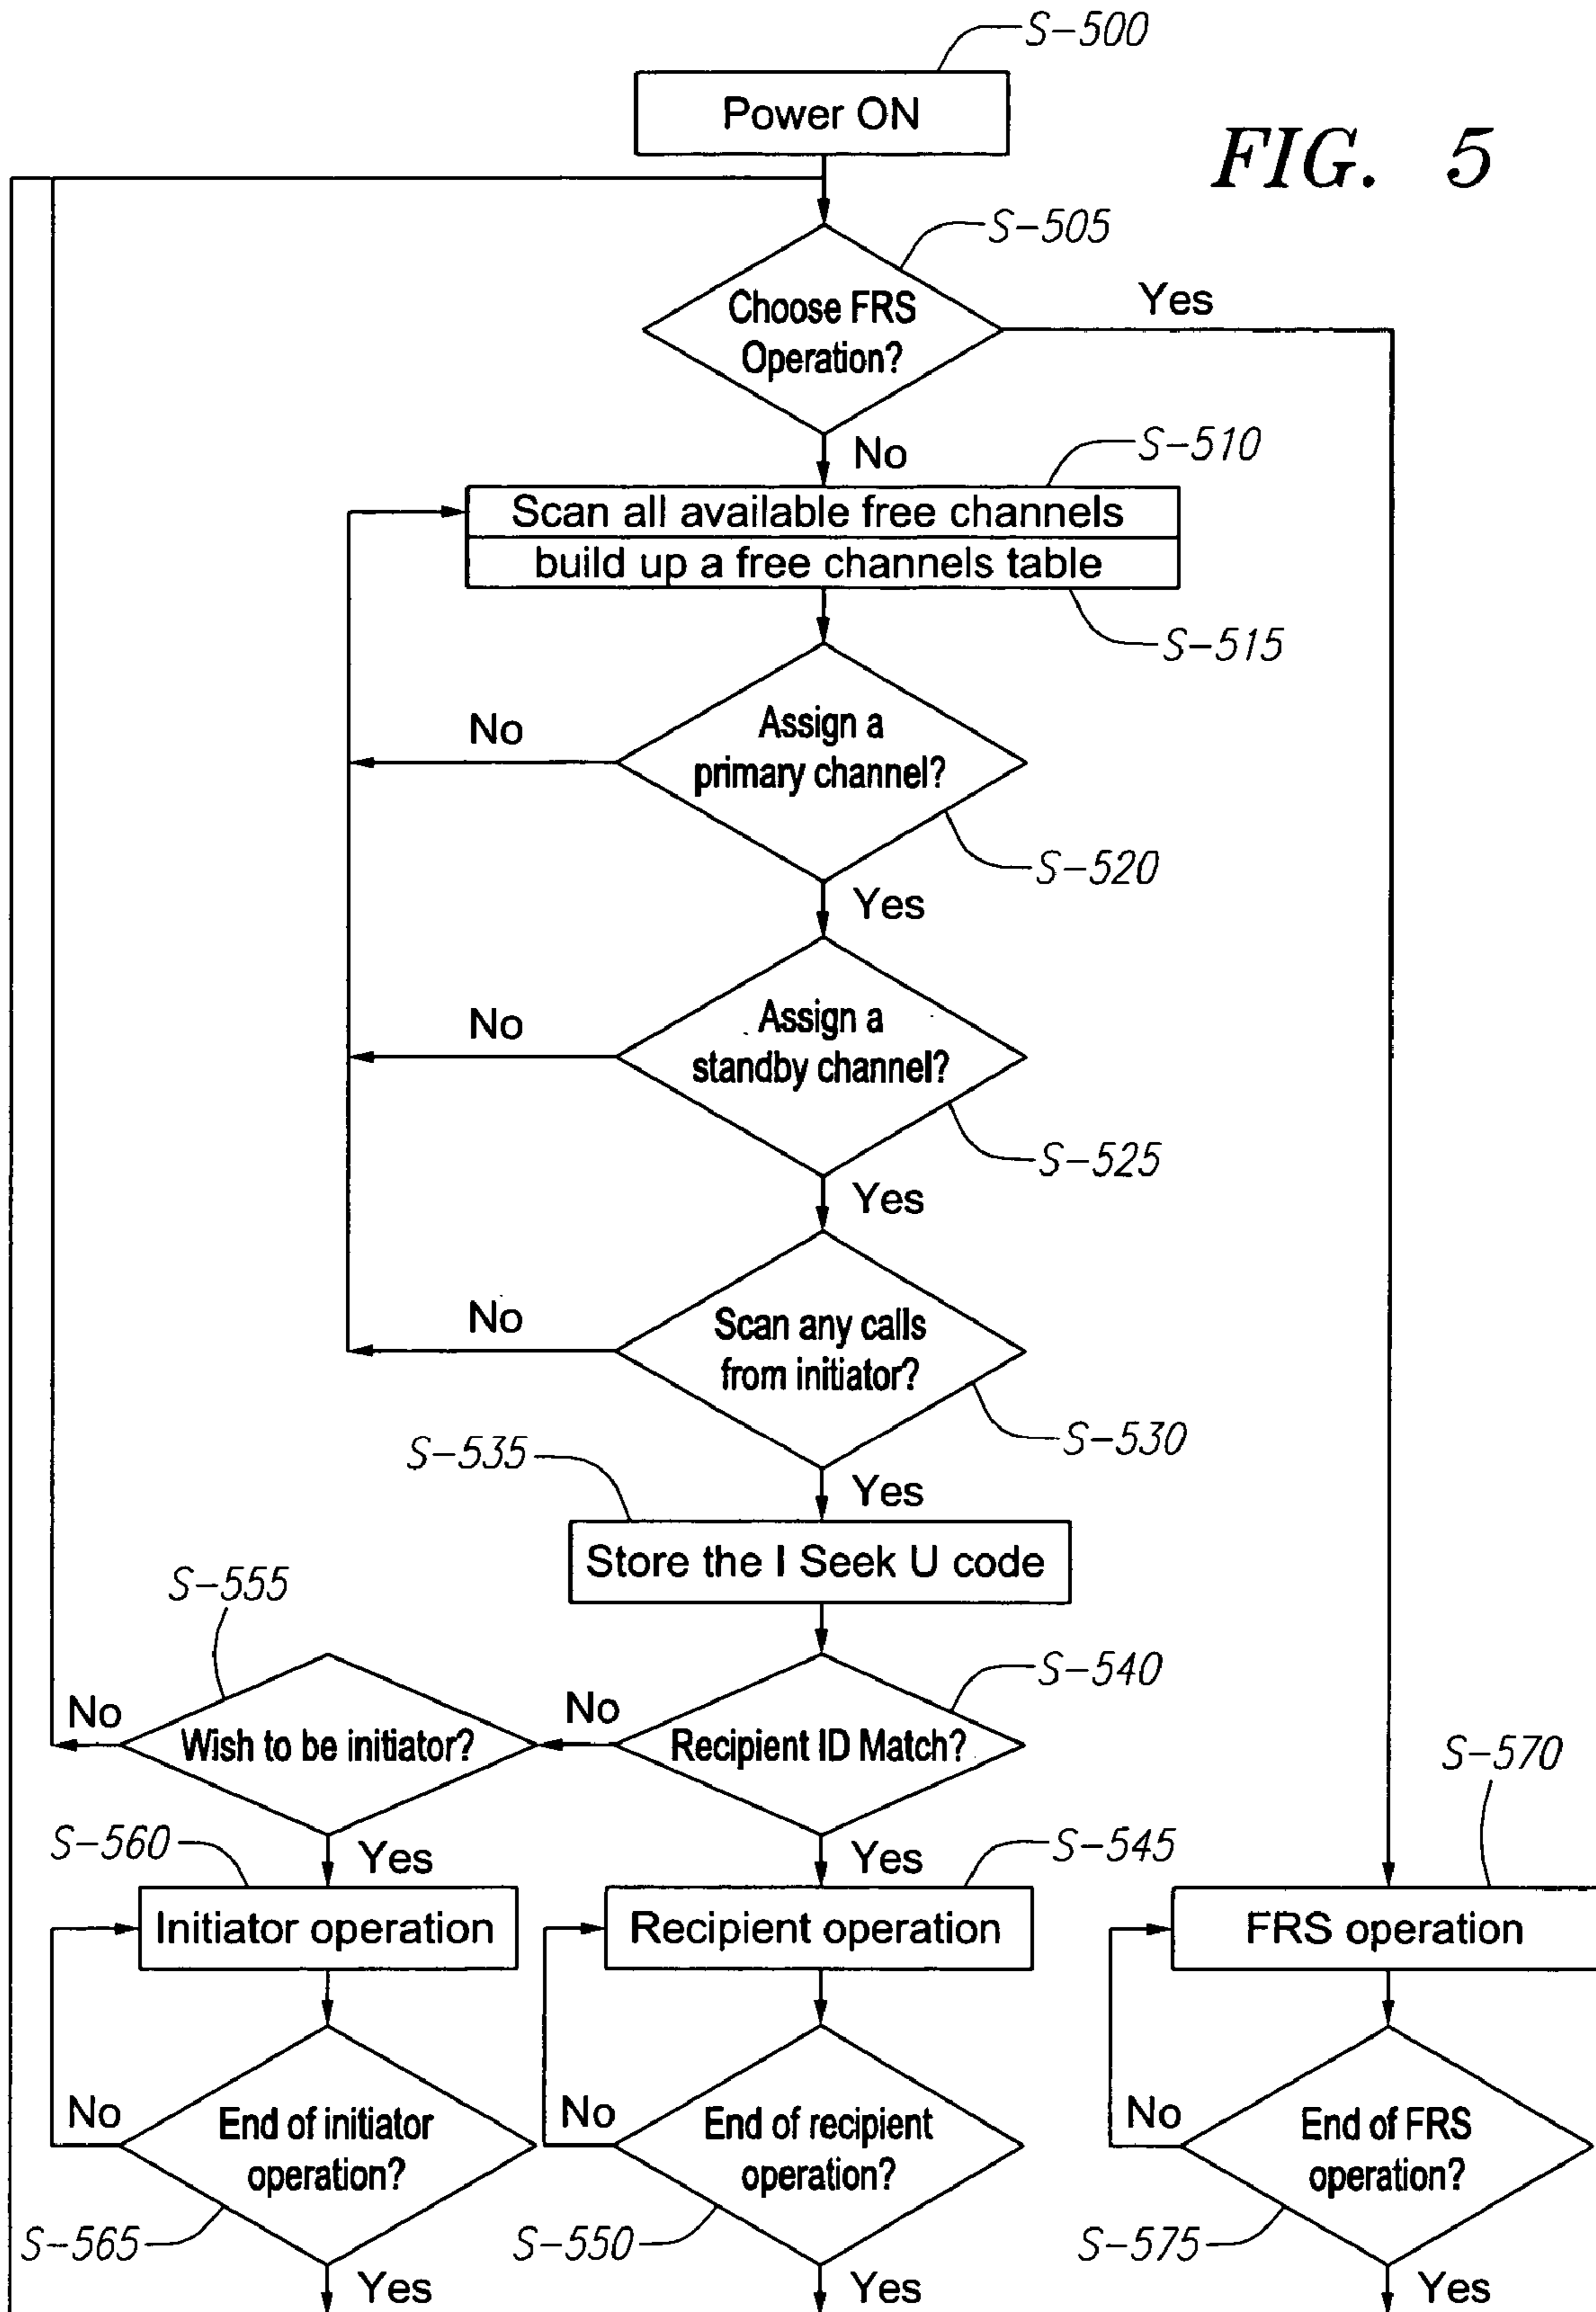 S-500
Power ON
FIG. 5
S-505
Choose FRS
Operation?
Yes
No
S-510
Scan all available free channels
build up a free channels table
S-515
No
Assign a
primary channel?
S-520
Yes
No
Assign a
standby channel?
S-525
Yes
No
Scan any calls
from initiator?
S-530
S-535
Yes
Store the I Seek U code
S-555
S-540
No
Wish to be initiator?
No
Recipient ID Match?
S-570
S-560
Yes
Yes
S-545
Initiator operation
Recipient operation
FRS operation
No
End of initiator
operation?
No
End of recipient
operation?
No
End of FRS
operation?
S-565
S-550
S-575
Yes
Yes
Yes